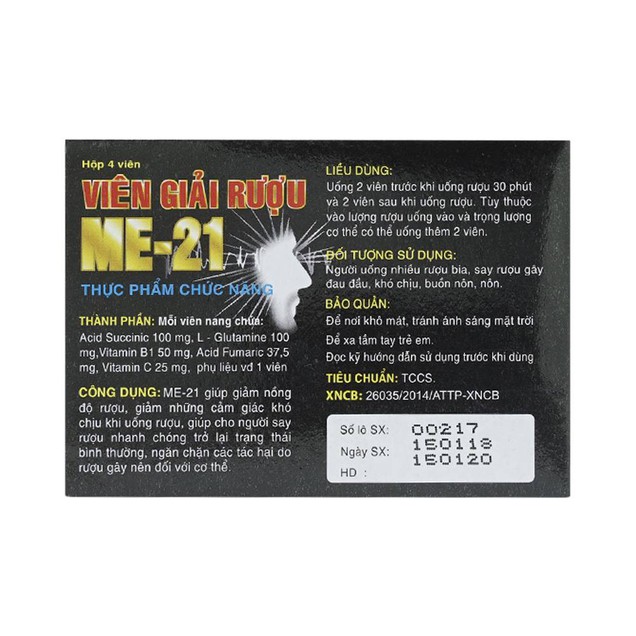 Hộp 4 viên
VIÊN GIẢI RƯỢU
ME-21
THỰC PHẨM CHỨC NĂNG
THÀNH PHẦN: Mỗi viên nang chứa:
Acid Succinic 100 mg, L - Glutamine 100
mg,Vitamin B1 50 mg, Acid Fumaric 37,5
mg, Vitamin C 25 mg, phụ liệu vđ 1 viên
CÔNG DỤNG: ME-21 giúp giảm nồng
độ rượu, giảm những cảm giác khó
chịu khi uống rượu, giúp cho người say
rượu nhanh chóng trở lại trạng thái
bình thường, ngăn chặn các tác hại do
rượu gây nên đối với cơ thể.
LIỀU DÙNG:
Uống 2 viên trước khi uống rượu 30 phút
và 2 viên sau khi uống rượu. Tùy thuộc
vào lượng rượu uống vào và trọng lượng
cơ thể có thể uống thêm 2 viên.
ĐỐI TƯỢNG SỬ DỤNG:
Người uống nhiều rượu bia, say rượu gây
đau đầu, khó chịu, buồn nôn, nôn.
BẢO QUẢN:
Để nơi khô mát, tránh ánh sáng mặt trời
Để xa tầm tay trẻ em.
Đọc kỹ hướng dẫn sử dụng trước khi dùng
TIÊU CHUẨN: TCCS.
XNCB: 26035/2014/ATTP-XNCB
Số lô SX: 00217
Ngày SX: 150118
HD : 150120